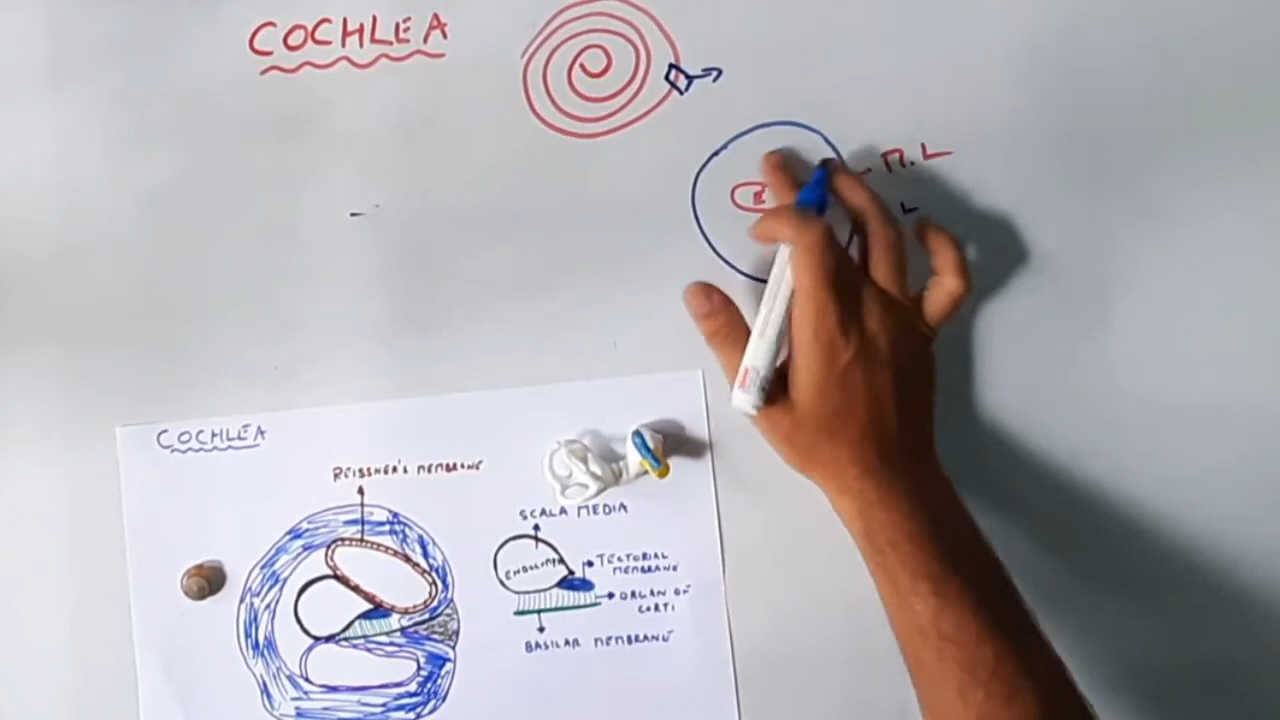 COCHLEA
M.L
L
COCHLEA
REISSNER'S MEMBRANE
SCALA MEDIA
ENDOLYMPH
TECTORIAL
MEMBRANE
ORGAN OF
CORTI
BASILAR MEMBRANE